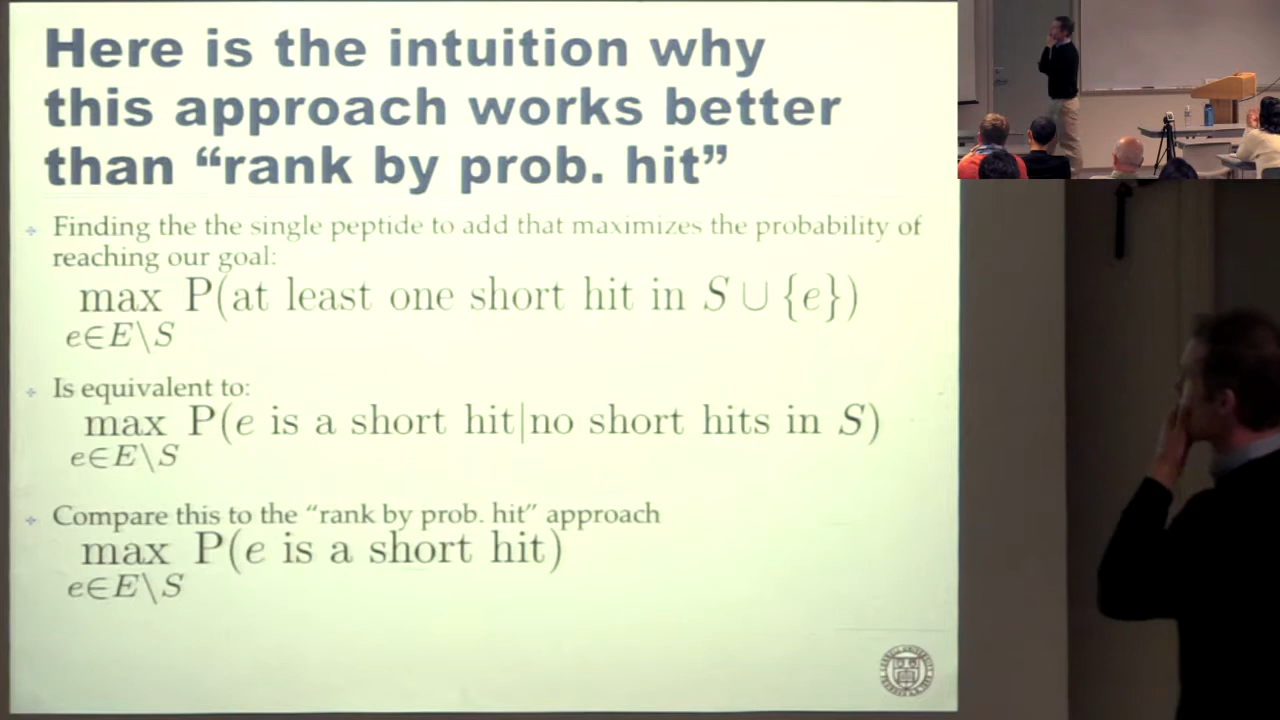 Here is the intuition why
this approach works better
than “rank by prob. hit”
Finding the the single peptide to add that maximizes the probability of
reaching our goal:
max P(at least one short hit in S ∪ {e})
e∈E\S
Is equivalent to:
max P(e is a short hit|no short hits in S)
e∈E\S
Compare this to the “rank by prob. hit” approach
max P(e is a short hit)
e∈E\S